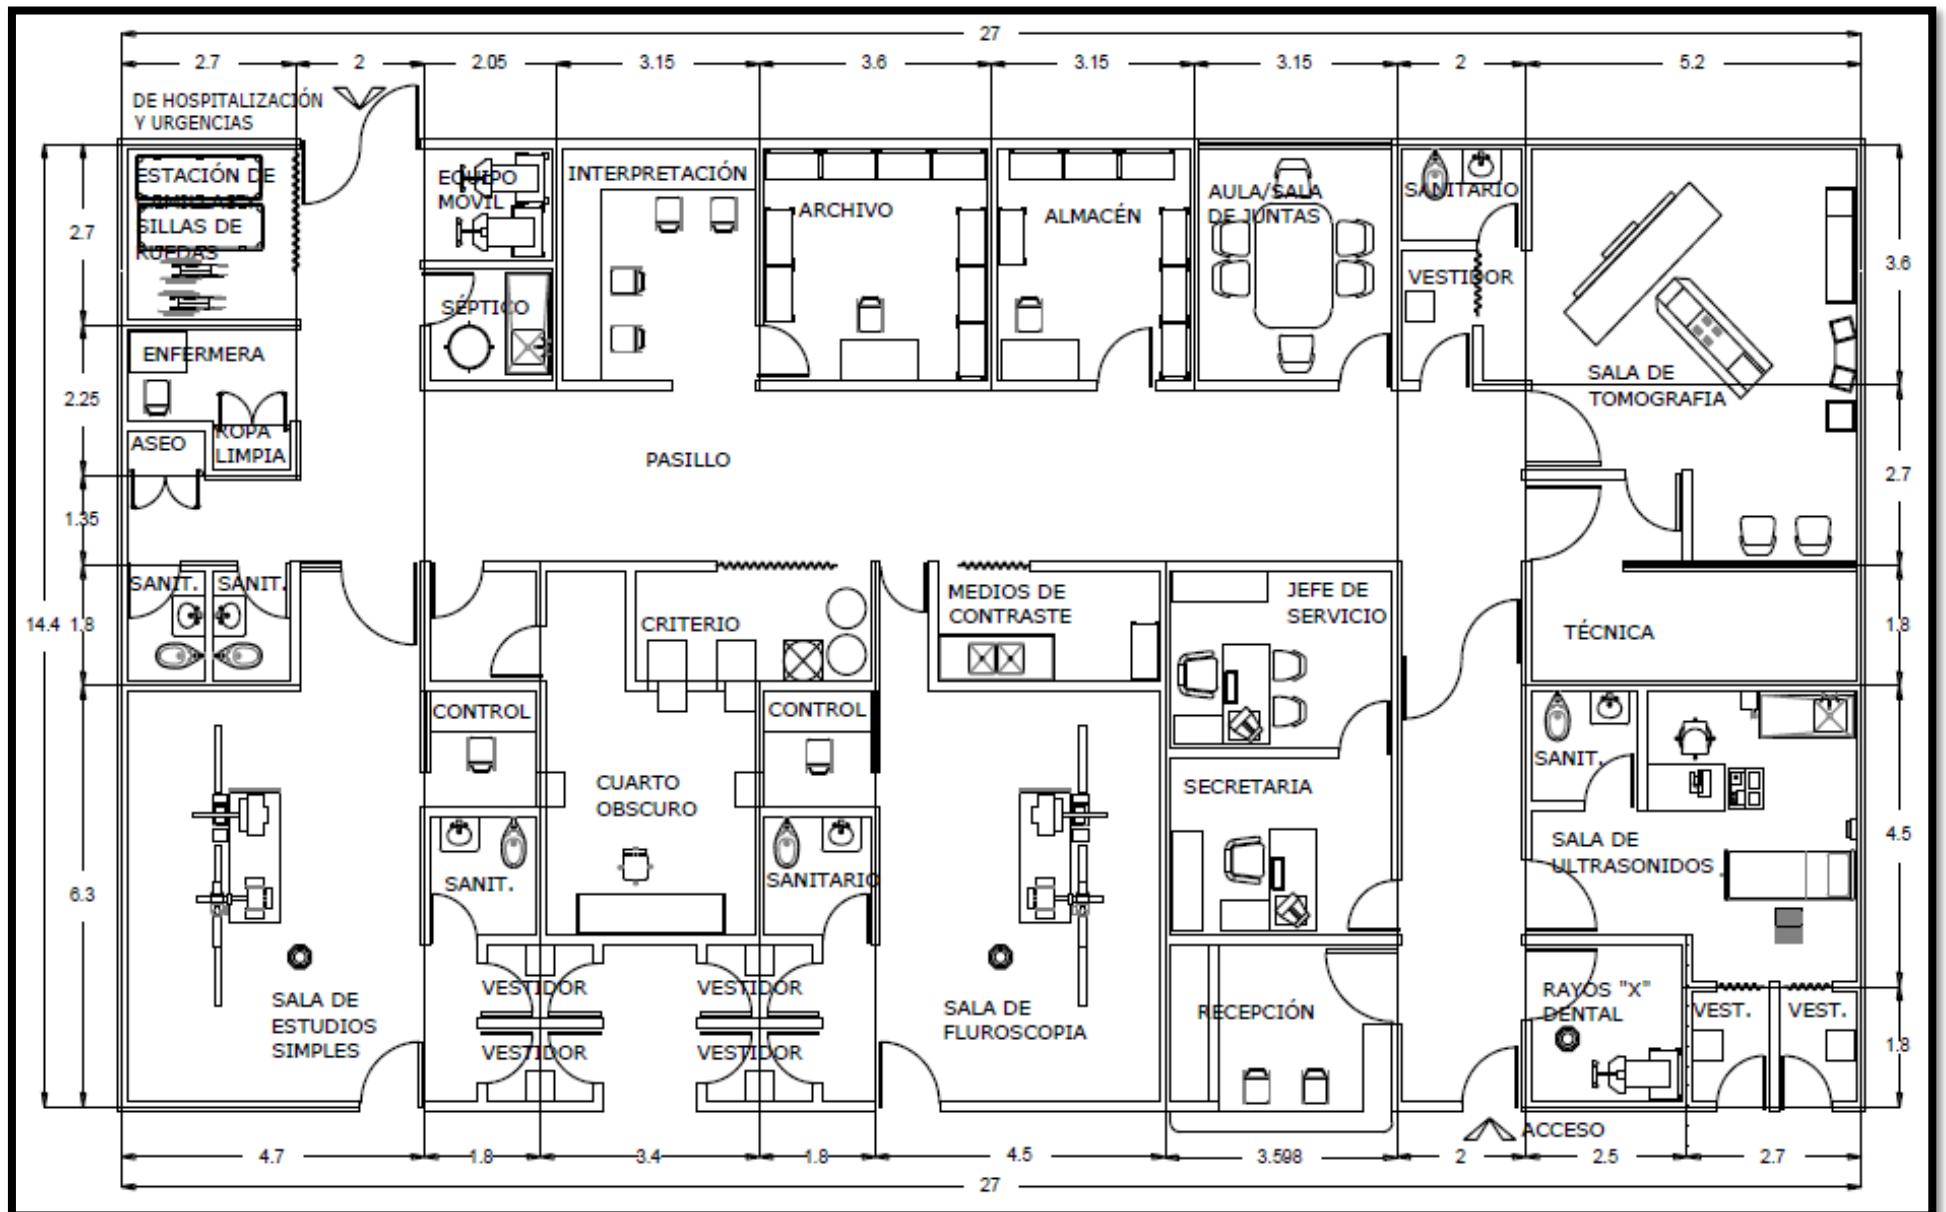 27
2.7
2
2.05
3.15
3.6
3.15
3.15
2
5.2
DE HOSPITALIZACIÓN
Y URGENCIAS
ESTACIÓN DE
SILLAS DE
RUEDAS
EQUIPO
MÓVIL
INTERPRETACIÓN
ARCHIVO
ALMACÉN
AULA/SALA
DE JUNTAS
SANITARIO
2.7
3.6
VESTIDOR
SÉPTICO
ENFERMERA
SALA DE
TOMOGRAFIA
2.25
ASEO
ROPA
LIMPIA
PASILLO
2.7
1.35
SANIT.
SANIT.
MEDIOS DE
CONTRASTE
JEFE DE
SERVICIO
14.4
1.8
CRITERIO
TÉCNICA
1.8
CONTROL
CONTROL
SANIT.
CUARTO
OBSCURO
SECRETARIA
SALA DE
ULTRASONIDOS
4.5
6.3
SANIT.
SANITARIO
VESTIDOR
VESTIDOR
SALA DE
ESTUDIOS
SIMPLES
SALA DE
FLUROSCOPIA
RECEPCIÓN
RAYOS "X"
DENTAL
VEST.
VEST.
VESTIDOR
VESTIDOR
1.8
ACCESO
4.7
1.8
3.4
1.8
4.5
3.598
2
2.5
2.7
27